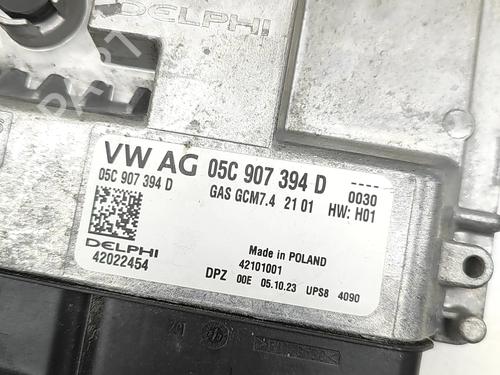 DELPHI
VW AG 05C 907 394 D ----
05C 907 394 D GAS GCM7.4 21 01 0030
HW: H01
DELPHI
42022454
Made in POLAND
42101001
DPZ 00E 05.10.23 UPS8 4090